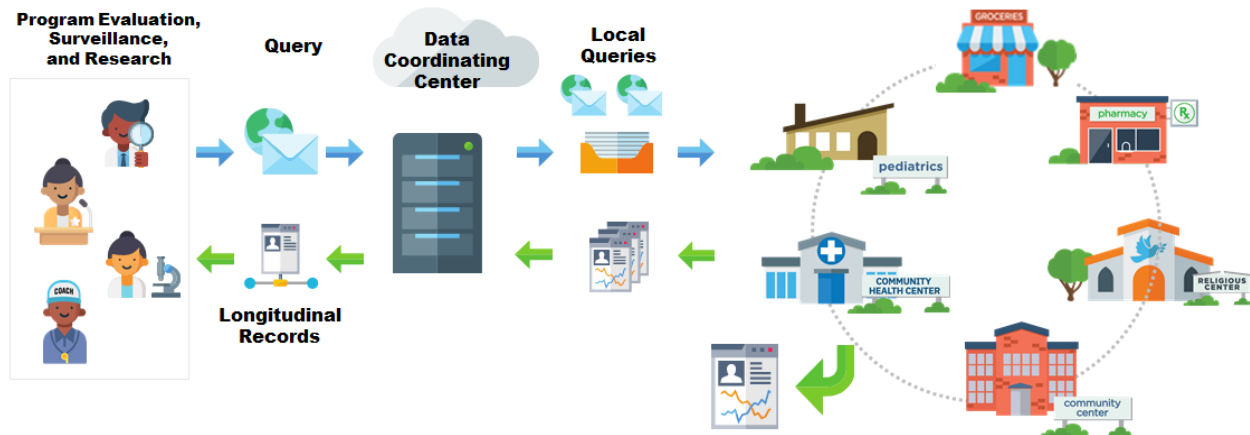 Program Evaluation,
Surveillance,
and Research
Query
Data
Coordinating
Center
Local
Queries
GROCERIES
pharmacy
Rx
pediatrics
COMMUNITY
HEALTH CENTER
RELIGIOUS
CENTER
COACH
Longitudinal
Records
community
center